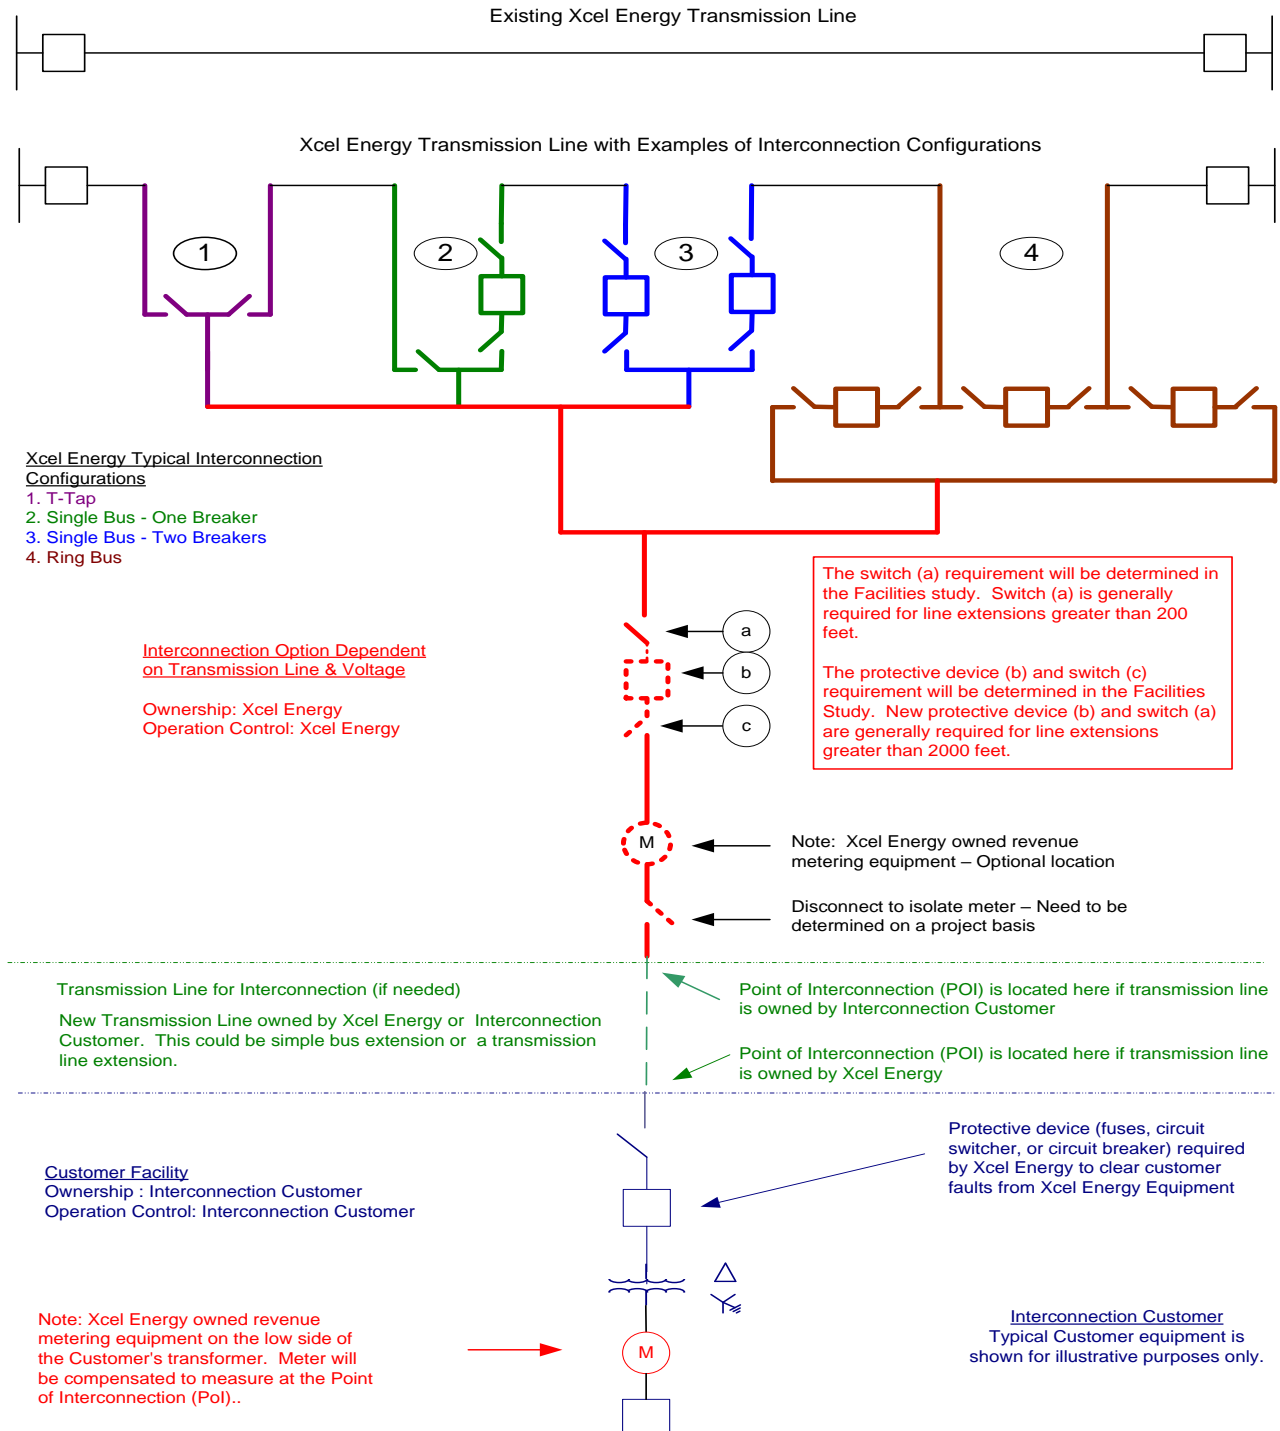 Existing Xcel Energy Transmission Line
Xcel Energy Transmission Line with Examples of Interconnection Configurations
1
2
3
4
Xcel Energy Typical Interconnection
Configurations
1. T-Tap
2. Single Bus - One Breaker
3. Single Bus - Two Breakers
4. Ring Bus
The switch (a) requirement will be determined in
the Facilities study.  Switch (a) is generally
required for line extensions greater than 200
feet.
The protective device (b) and switch (c)
requirement will be determined in the Facilities
Study.  New protective device (b) and switch (a)
are generally required for line extensions
greater than 2000 feet.
a
b
c
Interconnection Option Dependent
on Transmission Line & Voltage
Ownership: Xcel Energy
Operation Control: Xcel Energy
M
Note:  Xcel Energy owned revenue
metering equipment – Optional location
Disconnect to isolate meter – Need to be
determined on a project basis
Transmission Line for Interconnection (if needed)
New Transmission Line owned by Xcel Energy or  Interconnection
Customer.  This could be simple bus extension or  a transmission
line extension.
Point of Interconnection (POI) is located here if transmission line
is owned by Interconnection Customer
Point of Interconnection (POI) is located here if transmission line
is owned by Xcel Energy
Customer Facility
Ownership : Interconnection Customer
Operation Control: Interconnection Customer
Protective device (fuses, circuit
switcher, or circuit breaker) required
by Xcel Energy to clear customer
faults from Xcel Energy Equipment
Note: Xcel Energy owned revenue
metering equipment on the low side of
the Customer's transformer.  Meter will
be compensated to measure at the Point
of Interconnection (PoI)..
M
Interconnection Customer
Typical Customer equipment is
shown for illustrative purposes only.